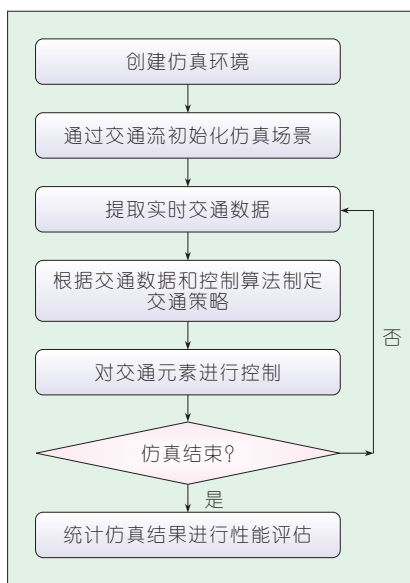 创建仿真环境
通过交通流初始化仿真场景
提取实时交通数据
根据交通数据和控制算法制定
交通策略
对交通元素进行控制
仿真结束?
否
是
统计仿真结果进行性能评估